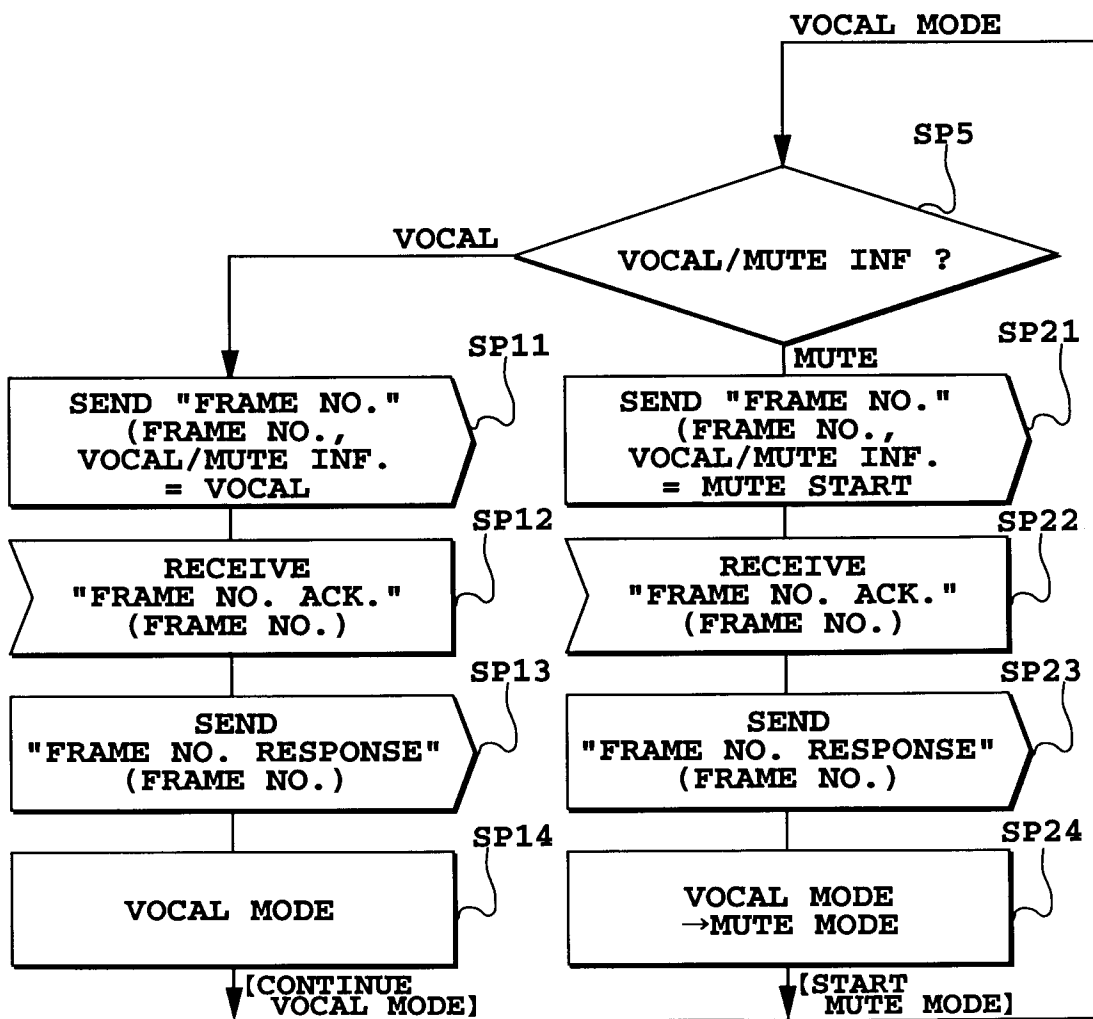 VOCAL MODE
SP5
VOCAL
VOCAL/MUTE INF ?
MUTE
SP11
SEND "FRAME NO."
(FRAME NO.,
VOCAL/MUTE INF.
= VOCAL
SP21
SEND "FRAME NO."
(FRAME NO.,
VOCAL/MUTE INF.
= MUTE START
SP12
RECEIVE
"FRAME NO. ACK."
(FRAME NO.)
SP22
RECEIVE
"FRAME NO. ACK."
(FRAME NO.)
SP13
SEND
"FRAME NO. RESPONSE"
(FRAME NO.)
SP23
SEND
"FRAME NO. RESPONSE"
(FRAME NO.)
SP14
VOCAL MODE
SP24
VOCAL MODE
→MUTE MODE
【CONTINUE
VOCAL MODE】
【START
MUTE MODE】